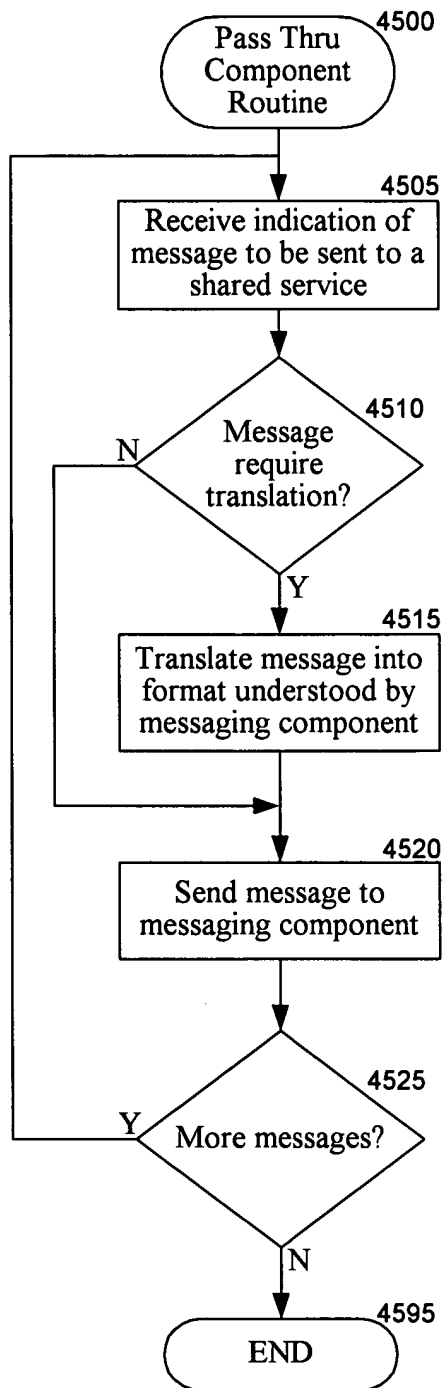 4500
Pass Thru
Component
Routine
4505
Receive indication of
message to be sent to a
shared service
4510
N
Message
require
translation?
Y
4515
Translate message into
format understood by
messaging component
4520
Send message to
messaging component
4525
Y
More messages?
N
4595
END